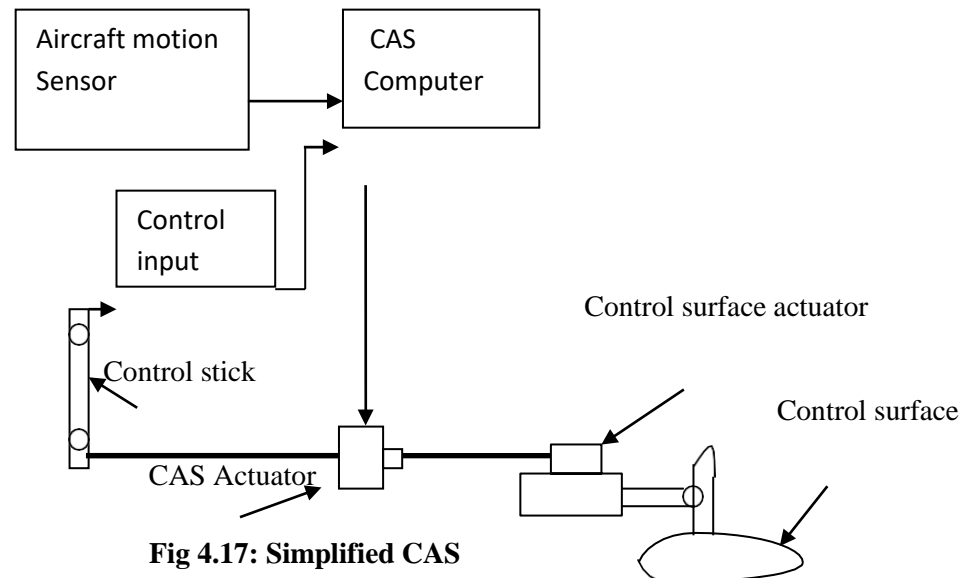 Aircraft motion
Sensor
CAS
Computer
Control
input
Control surface actuator
Control stick
Control surface
CAS Actuator
Fig 4.17: Simplified CAS